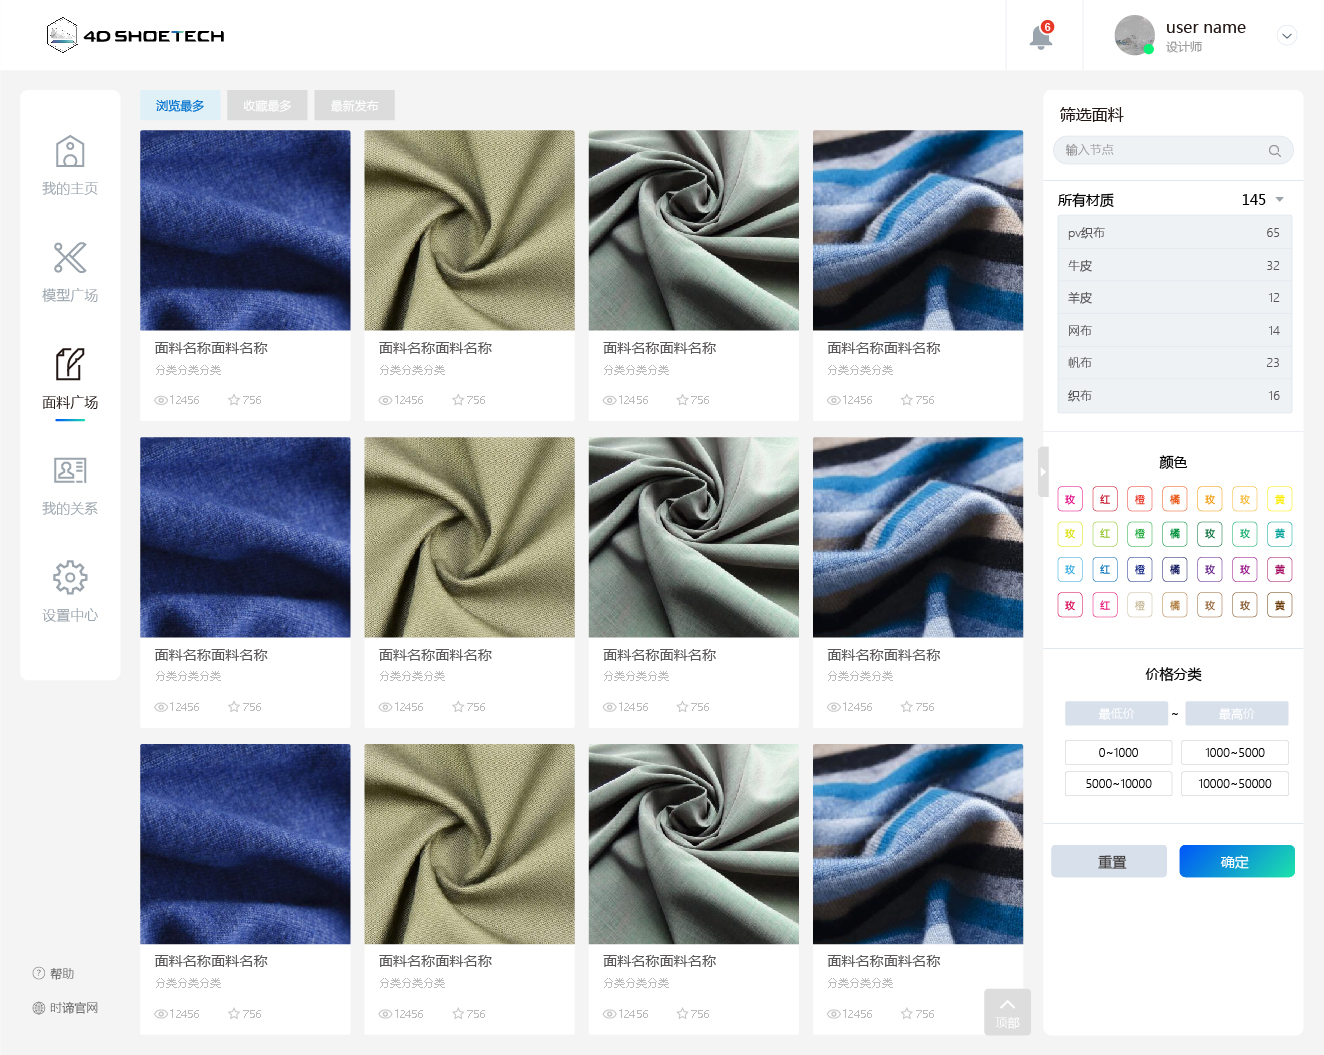 4D SHOETECH
6
user name
设计师
我的主页
模型广场
面料广场
我的关系
设置中心
帮助
时谛官网
浏览最多 收藏最多 最新发布
面料名称面料名称 面料名称面料名称 面料名称面料名称 面料名称面料名称
分类分类分类 分类分类分类 分类分类分类 分类分类分类
12456 756 12456 756 12456 756 12456 756
面料名称面料名称 面料名称面料名称 面料名称面料名称 面料名称面料名称
分类分类分类 分类分类分类 分类分类分类 分类分类分类
12456 756 12456 756 12456 756 12456 756
面料名称面料名称 面料名称面料名称 面料名称面料名称 面料名称面料名称
分类分类分类 分类分类分类 分类分类分类 分类分类分类
12456 756 12456 756 12456 756 12456 756
顶部
筛选面料
输入节点
所有材质 145
pv织布 65
牛皮 32
羊皮 12
网布 14
帆布 23
织布 16
颜色
玫 红 橙 橘 玫 玫 黄
玫 红 橙 橘 玫 玫 黄
玫 红 橙 橘 玫 玫 黄
玫 红 橙 橘 玫 玫 黄
价格分类
最低价 ~ 最高价
0~1000 1000~5000
5000~10000 10000~50000
重置 确定